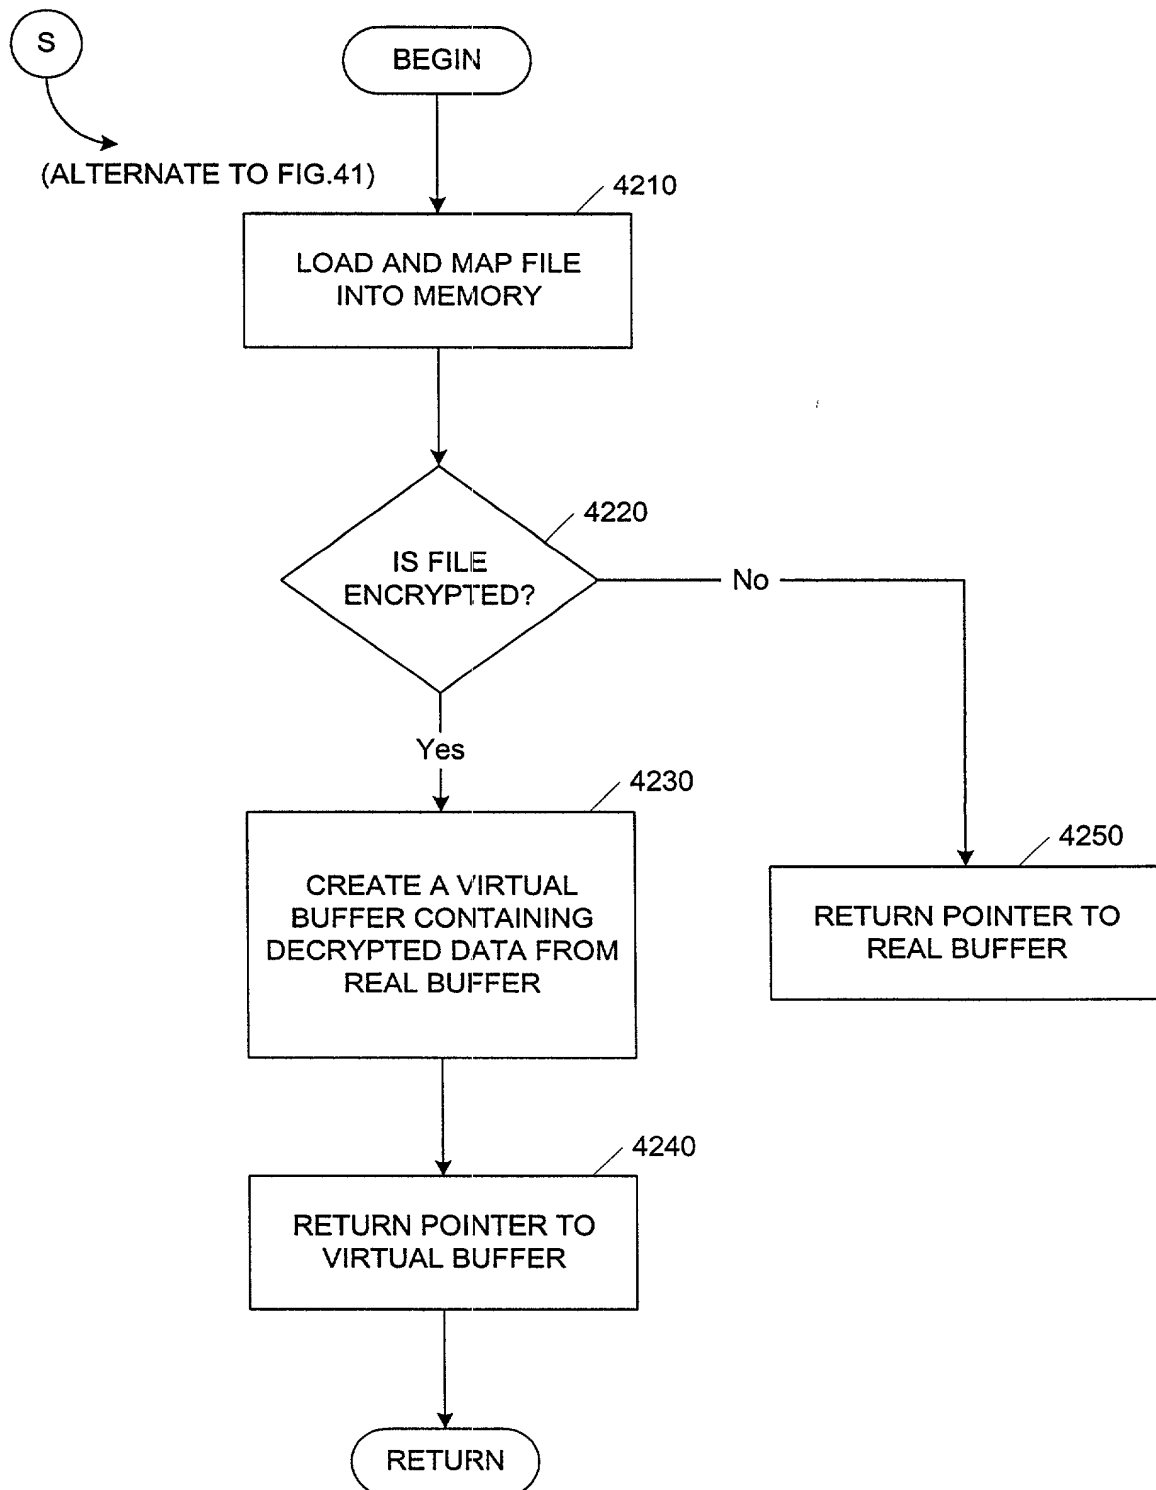 S
BEGIN
(ALTERNATE TO FIG.41)
4210
LOAD AND MAP FILE
INTO MEMORY
4220
IS FILE
ENCRYPTED?
No
Yes
4230
CREATE A VIRTUAL
BUFFER CONTAINING
DECRYPTED DATA FROM
REAL BUFFER
4250
RETURN POINTER TO
REAL BUFFER
4240
RETURN POINTER TO
VIRTUAL BUFFER
RETURN